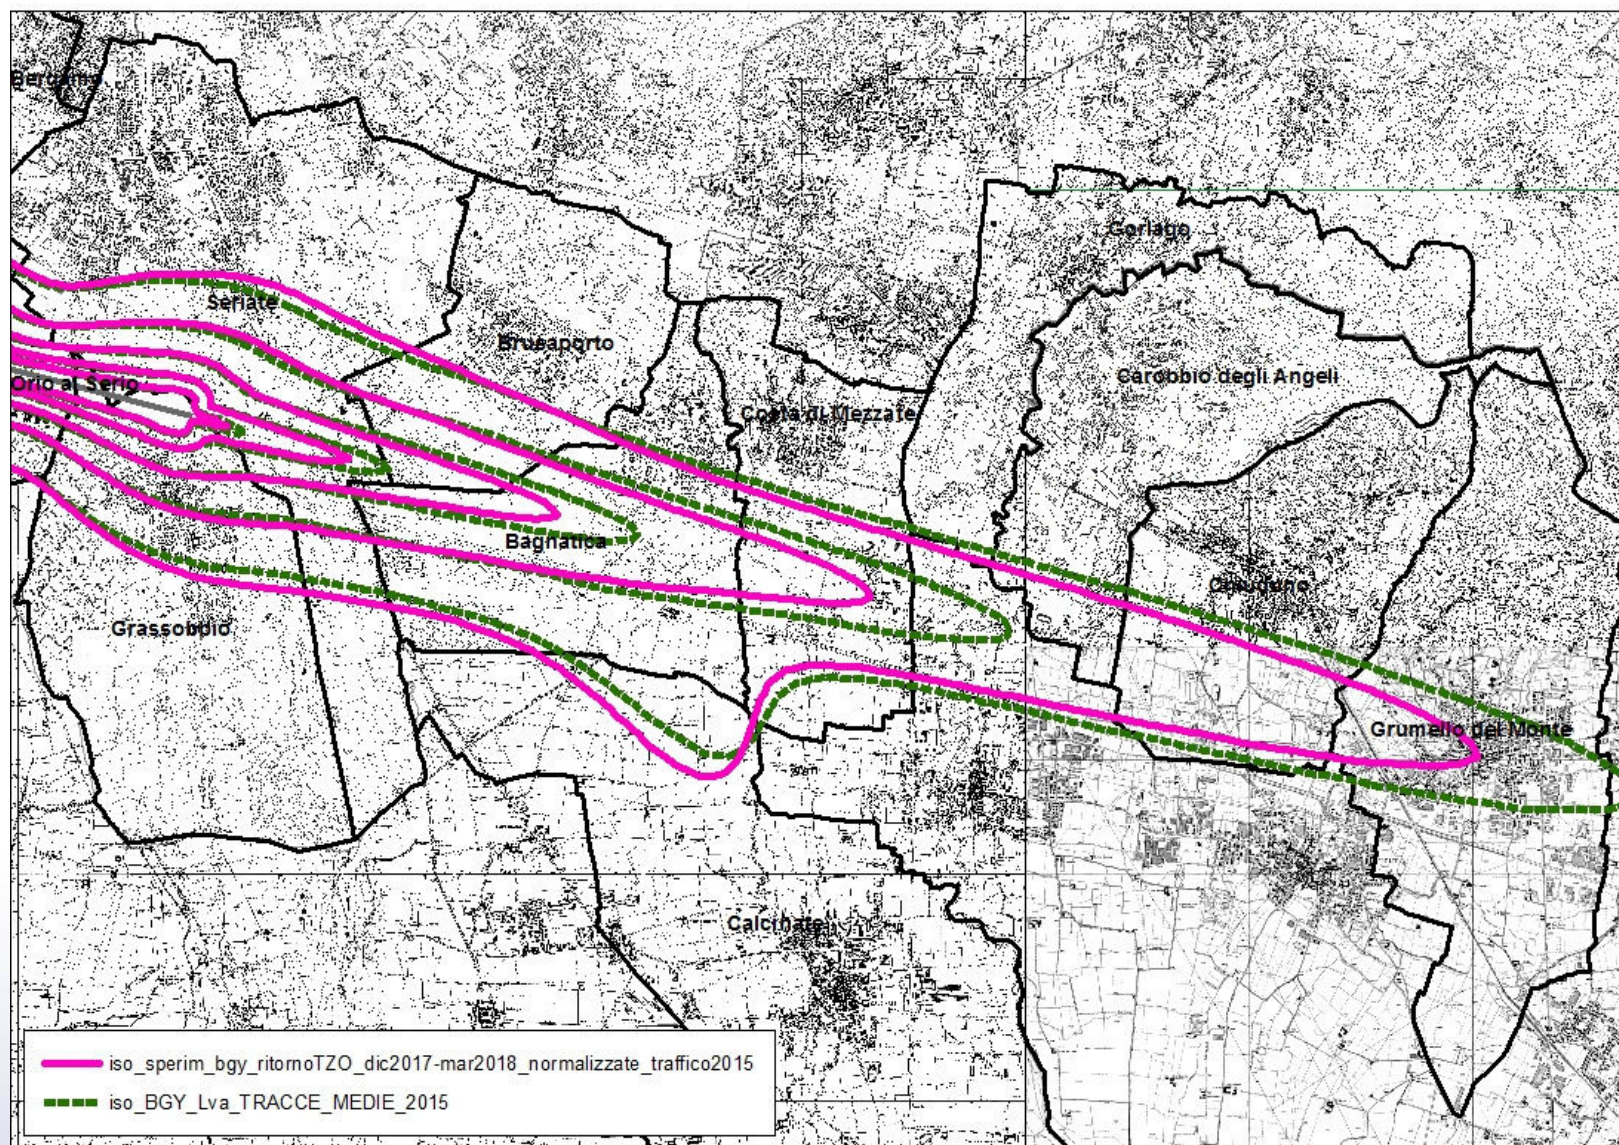 Bergamo
Gorlago
Seriate
Brusaporto
Carobbio degli Angeli
Orio al Serio
Costa di Mezzate
Bagnatica
Chiuduno
Grassobbio
Grumello del Monte
Calcinate
iso_sperim_bgy_ritornoTZO_dic2017-mar2018_normalizzate_traffico2015
iso_BGY_Lva_TRACCE_MEDIE_2015